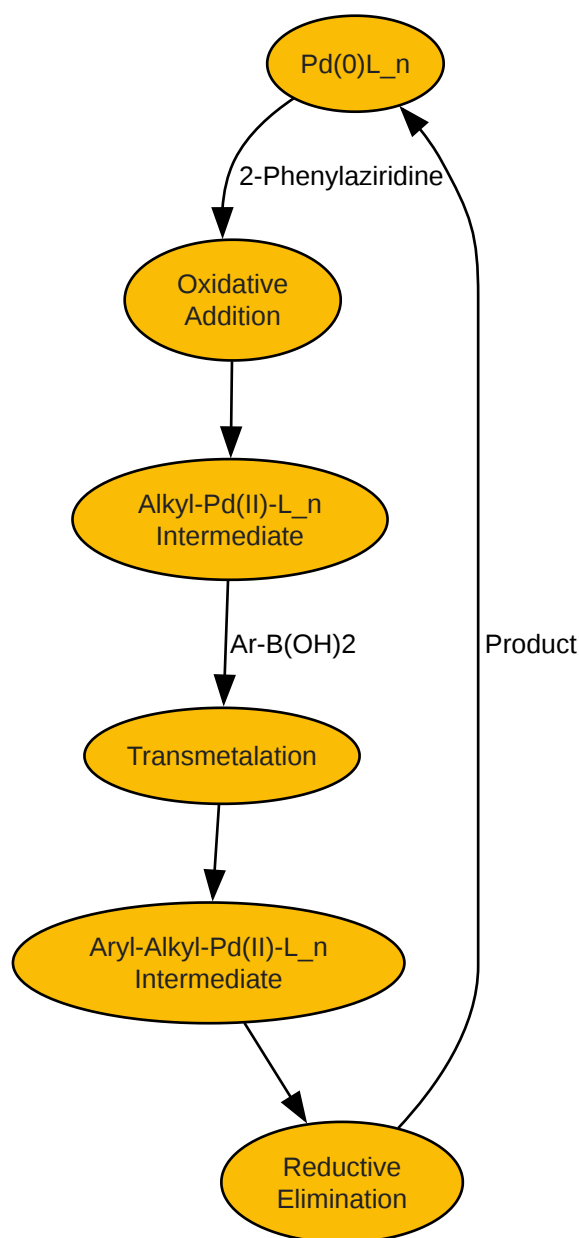 Pd(0)L_n
2-Phenylaziridine
Oxidative
Addition
Alkyl-Pd(II)-L_n
Intermediate
Ar-B(OH)2
Product
Transmetalation
Aryl-Alkyl-Pd(II)-L_n
Intermediate
Reductive
Elimination